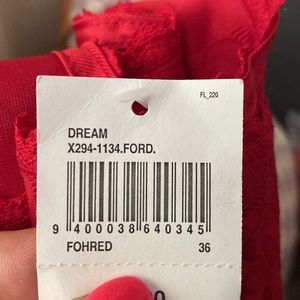 FL_220
DREAM
X294-1134.FORD.
9 400038 640345
FOHRED 36